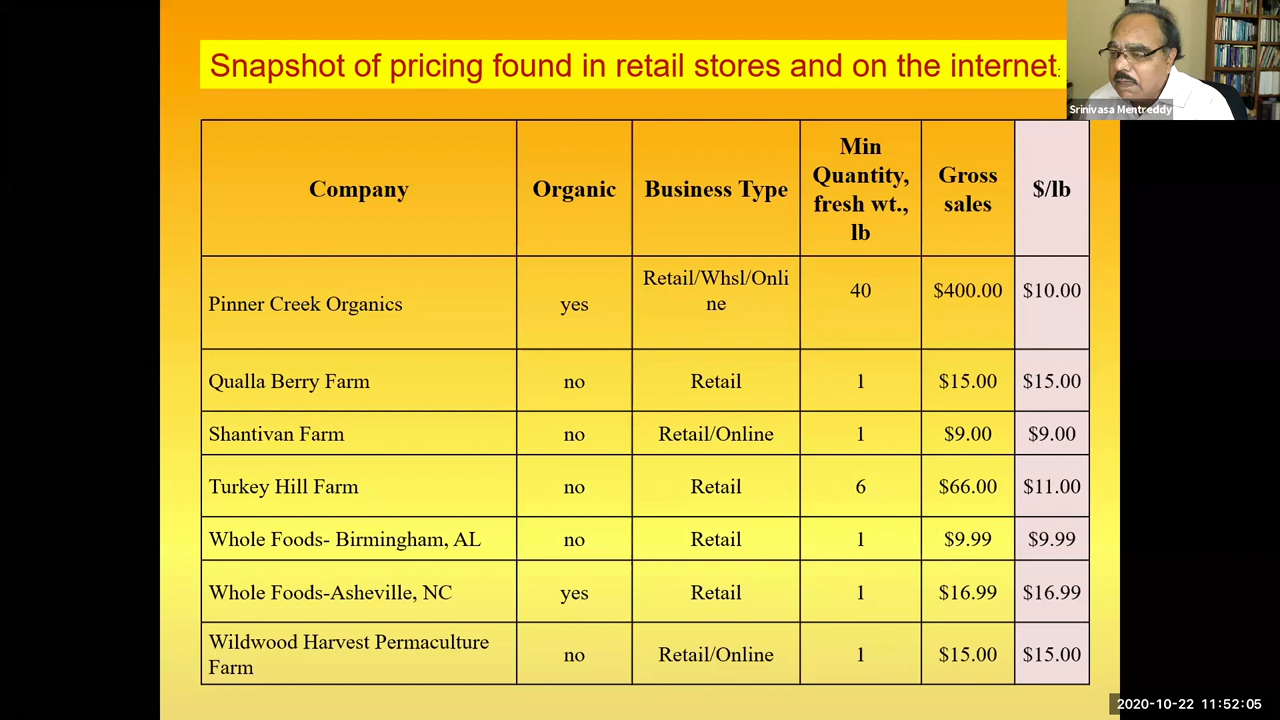 Snapshot of pricing found in retail stores and on the internet:
Srinivasa Mentreddy
Company
Organic
Business Type
Min
Quantity,
fresh wt.,
lb
Gross
sales
$/lb
Pinner Creek Organics
yes
Retail/Whsl/Onli
ne
40
$400.00
$10.00
Qualla Berry Farm
no
Retail
1
$15.00
$15.00
Shantivan Farm
no
Retail/Online
1
$9.00
$9.00
Turkey Hill Farm
no
Retail
6
$66.00
$11.00
Whole Foods- Birmingham, AL
no
Retail
1
$9.99
$9.99
Whole Foods-Asheville, NC
yes
Retail
1
$16.99
$16.99
Wildwood Harvest Permaculture
Farm
no
Retail/Online
1
$15.00
$15.00
2020-10-22 11:52:05